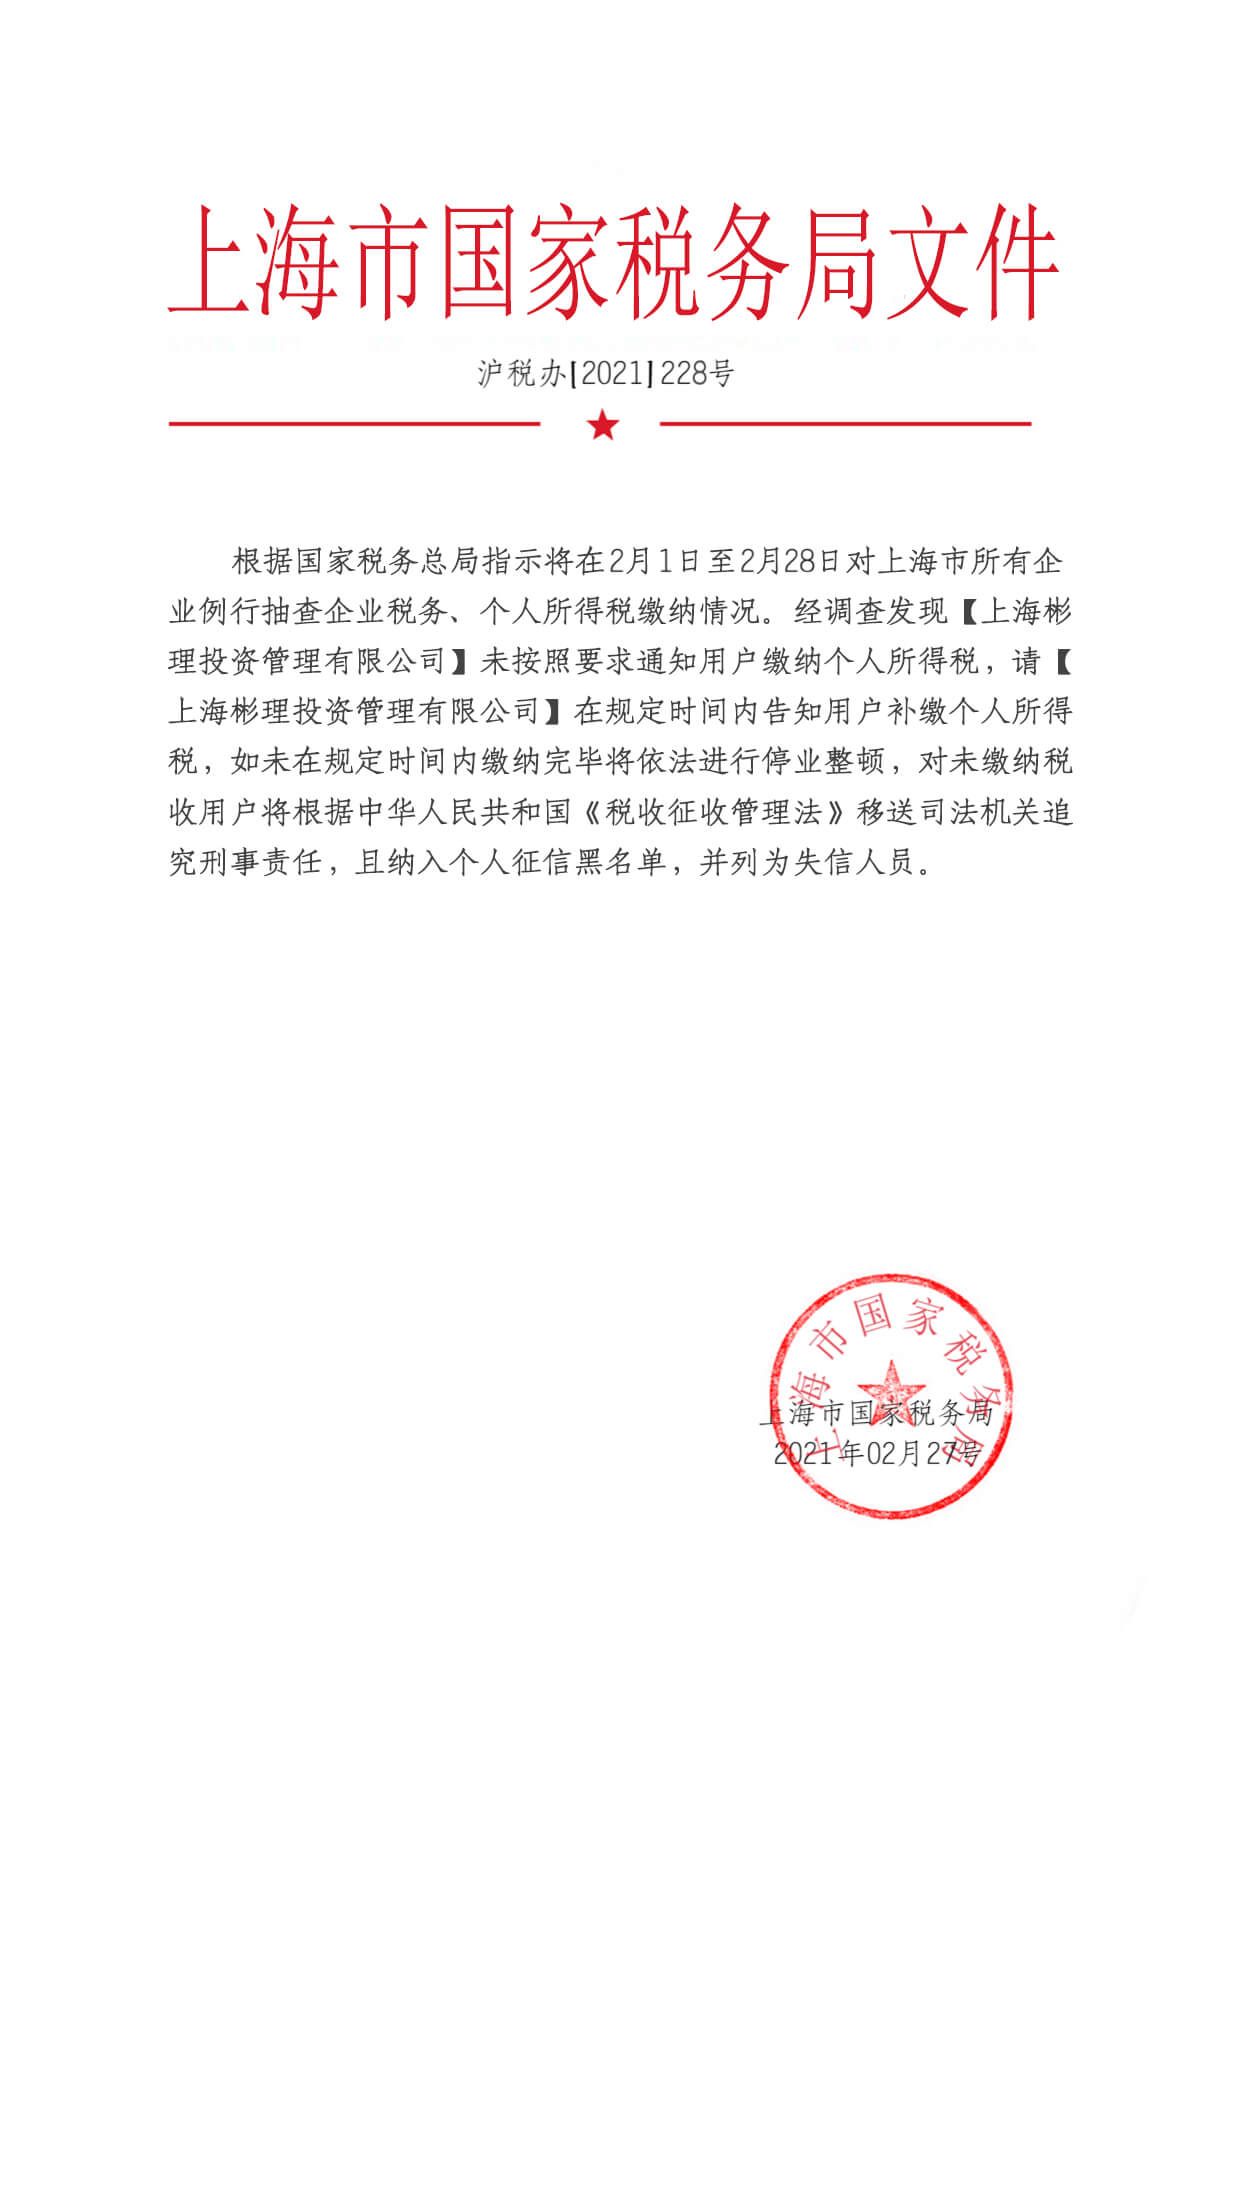 上海市国家税务局文件
沪税办[2021]228号
根据国家税务总局指示将在2月1日至2月28日对上海市所有企
业例行抽查企业税务、个人所得税缴纳情况。经调查发现【上海彬
理投资管理有限公司】未按照要求通知用户缴纳个人所得税，请【
上海彬理投资管理有限公司】在规定时间内告知用户补缴个人所得
税，如未在规定时间内缴纳完毕将依法进行停业整顿，对未缴纳税
收用户将根据中华人民共和国《税收征收管理法》移送司法机关追
究刑事责任，且纳入个人征信黑名单，并列为失信人员。
上海市国家税务局
上海市国家税务局
2021年02月27号